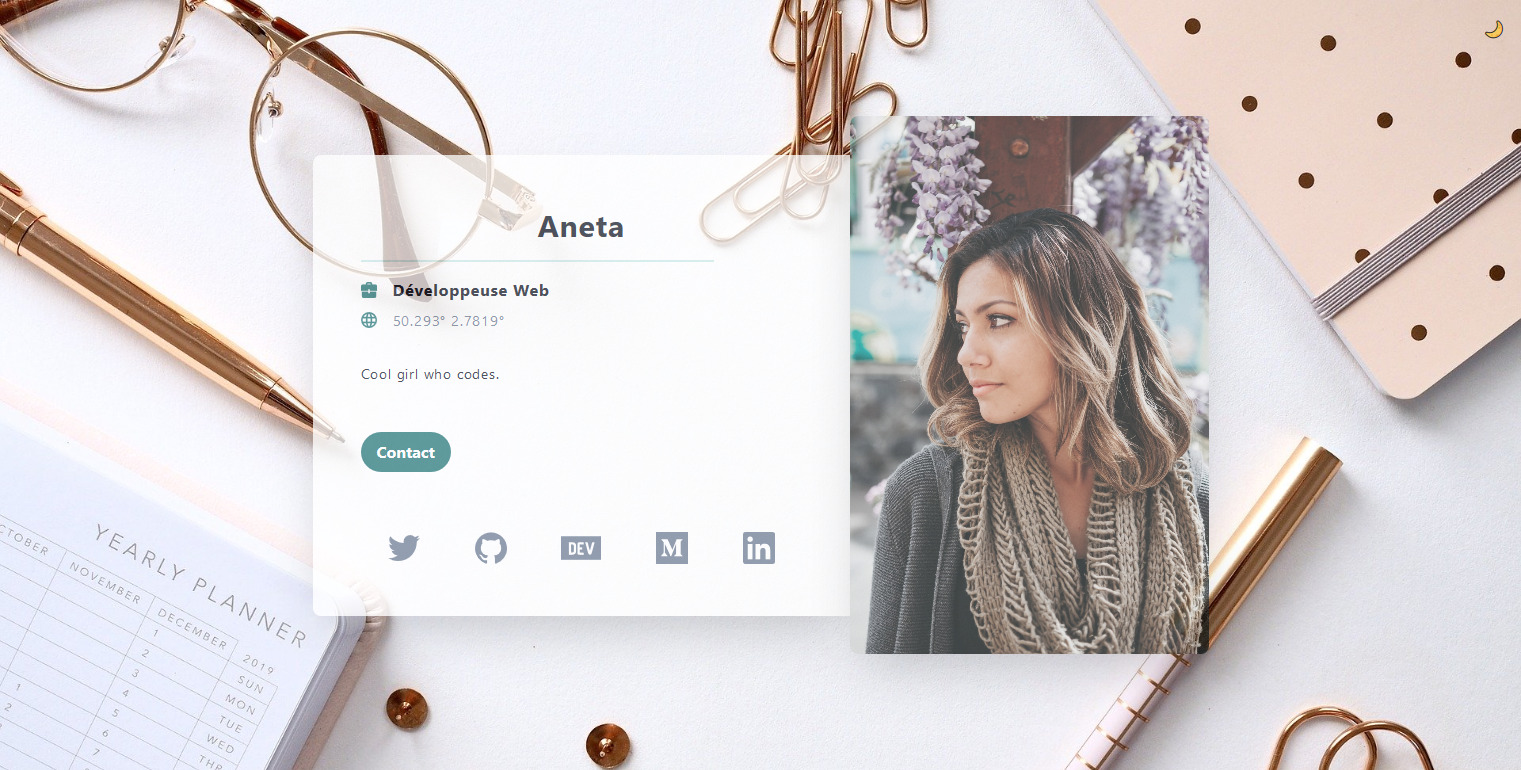 Aneta
Développeuse Web
50.293° 2.7819°
Cool girl who codes.
Contact
DEV
M
in
YEARLY PLANNER
OCTOBER
NOVEMBER
DECEMBER
2019
1
2
3
4
5
6
7
1
2
SUN
MON
TUE
WED
THR